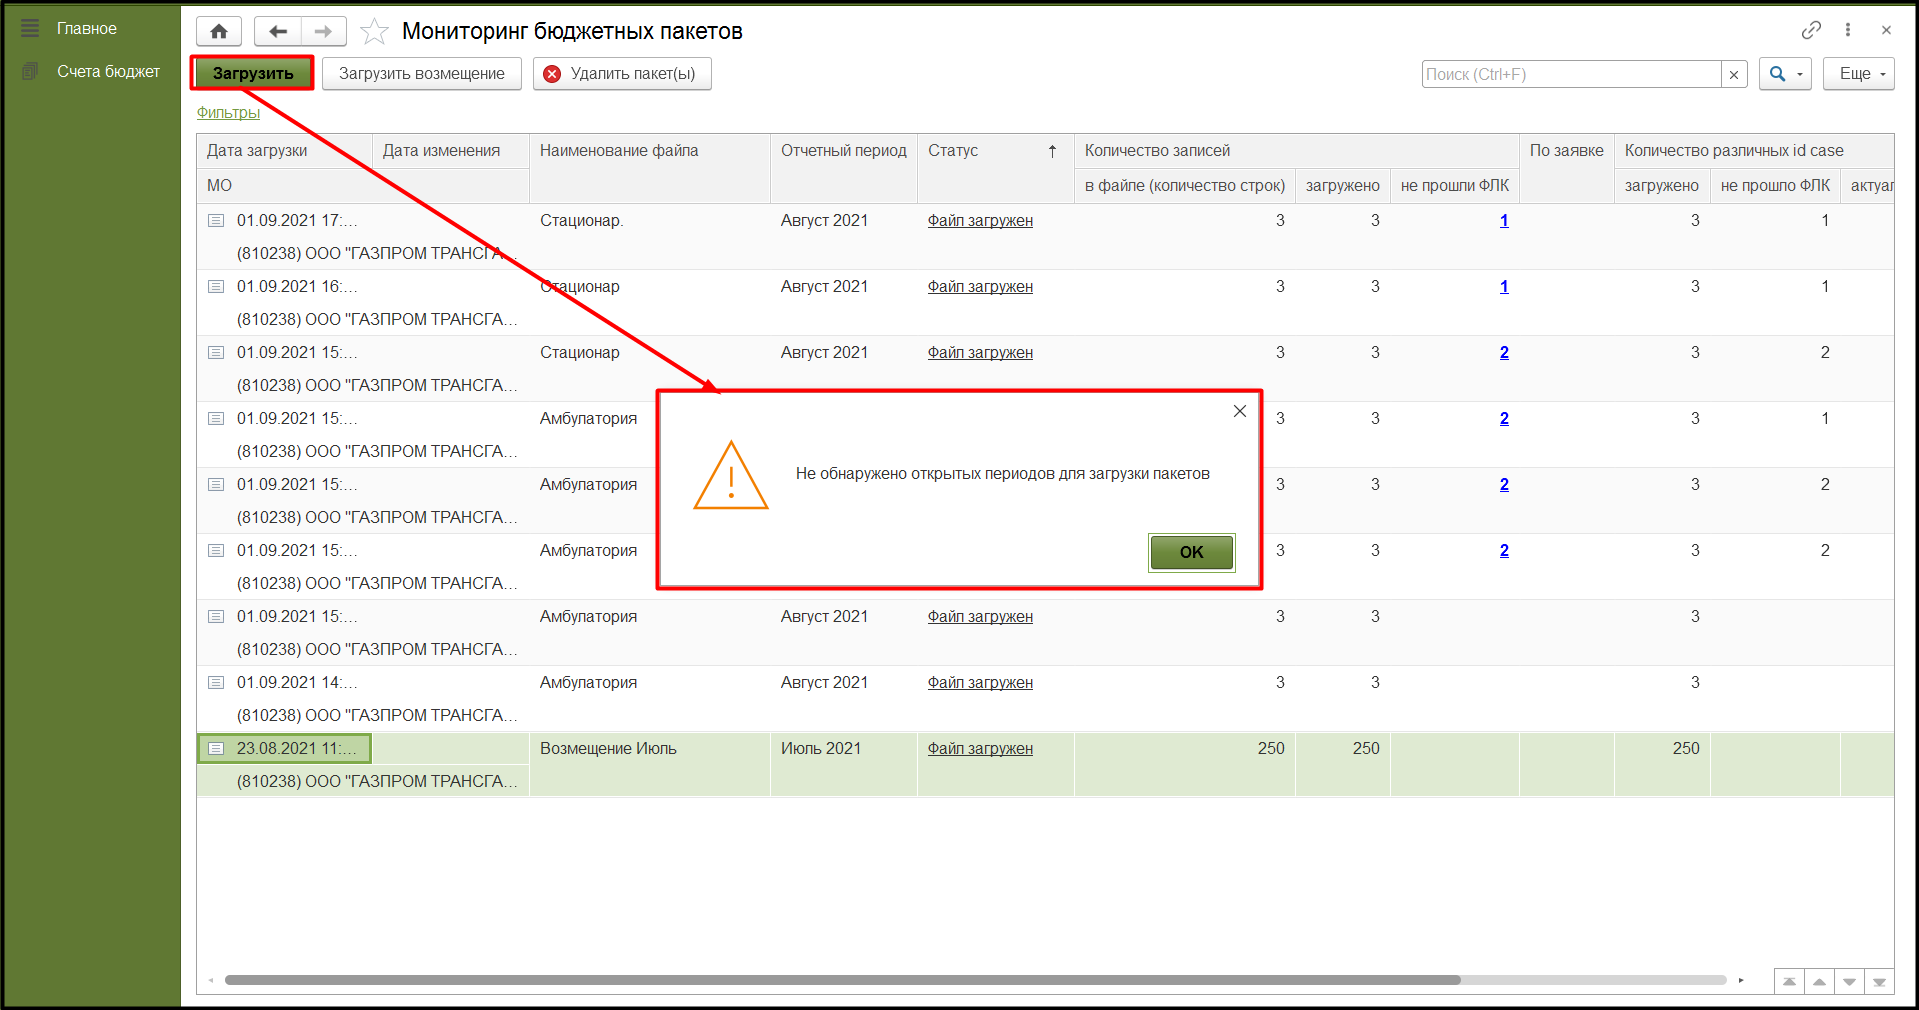 Главное
Счета бюджет
Мониторинг бюджетных пакетов
Загрузить
Загрузить возмещение
Удалить пакет(ы)
Поиск (Ctrl+F)
Еще
Фильтры
Дата загрузки Дата изменения Наименование файла Отчетный период Статус Количество записей По заявке Количество различных id case
МО в файле (количество строк) загружено не прошли ФЛК загружено не прошло ФЛК актуал
01.09.2021 17:... Стационар. Август 2021 Файл загружен 3 3 1 3 1
(810238) ООО "ГАЗПРОМ ТРАНСГА...
01.09.2021 16:... Стационар Август 2021 Файл загружен 3 3 1 3 1
(810238) ООО "ГАЗПРОМ ТРАНСГА...
01.09.2021 15:... Стационар Август 2021 Файл загружен 3 3 2 3 2
(810238) ООО "ГАЗПРОМ ТРАНСГА...
01.09.2021 15:... Амбулатория 3 3 2 3 1
(810238) ООО "ГАЗПРОМ ТРАНСГА...
01.09.2021 15:... Амбулатория 3 3 2 3 2
(810238) ООО "ГАЗПРОМ ТРАНСГА...
01.09.2021 15:... Амбулатория 3 3 2 3 2
(810238) ООО "ГАЗПРОМ ТРАНСГА...
01.09.2021 15:... Амбулатория Август 2021 Файл загружен 3 3 3
(810238) ООО "ГАЗПРОМ ТРАНСГА...
01.09.2021 14:... Амбулатория Август 2021 Файл загружен 3 3 3
(810238) ООО "ГАЗПРОМ ТРАНСГА...
23.08.2021 11:... Возмещение Июль Июль 2021 Файл загружен 250 250 250
(810238) ООО "ГАЗПРОМ ТРАНСГА...
Не обнаружено открытых периодов для загрузки пакетов
OK